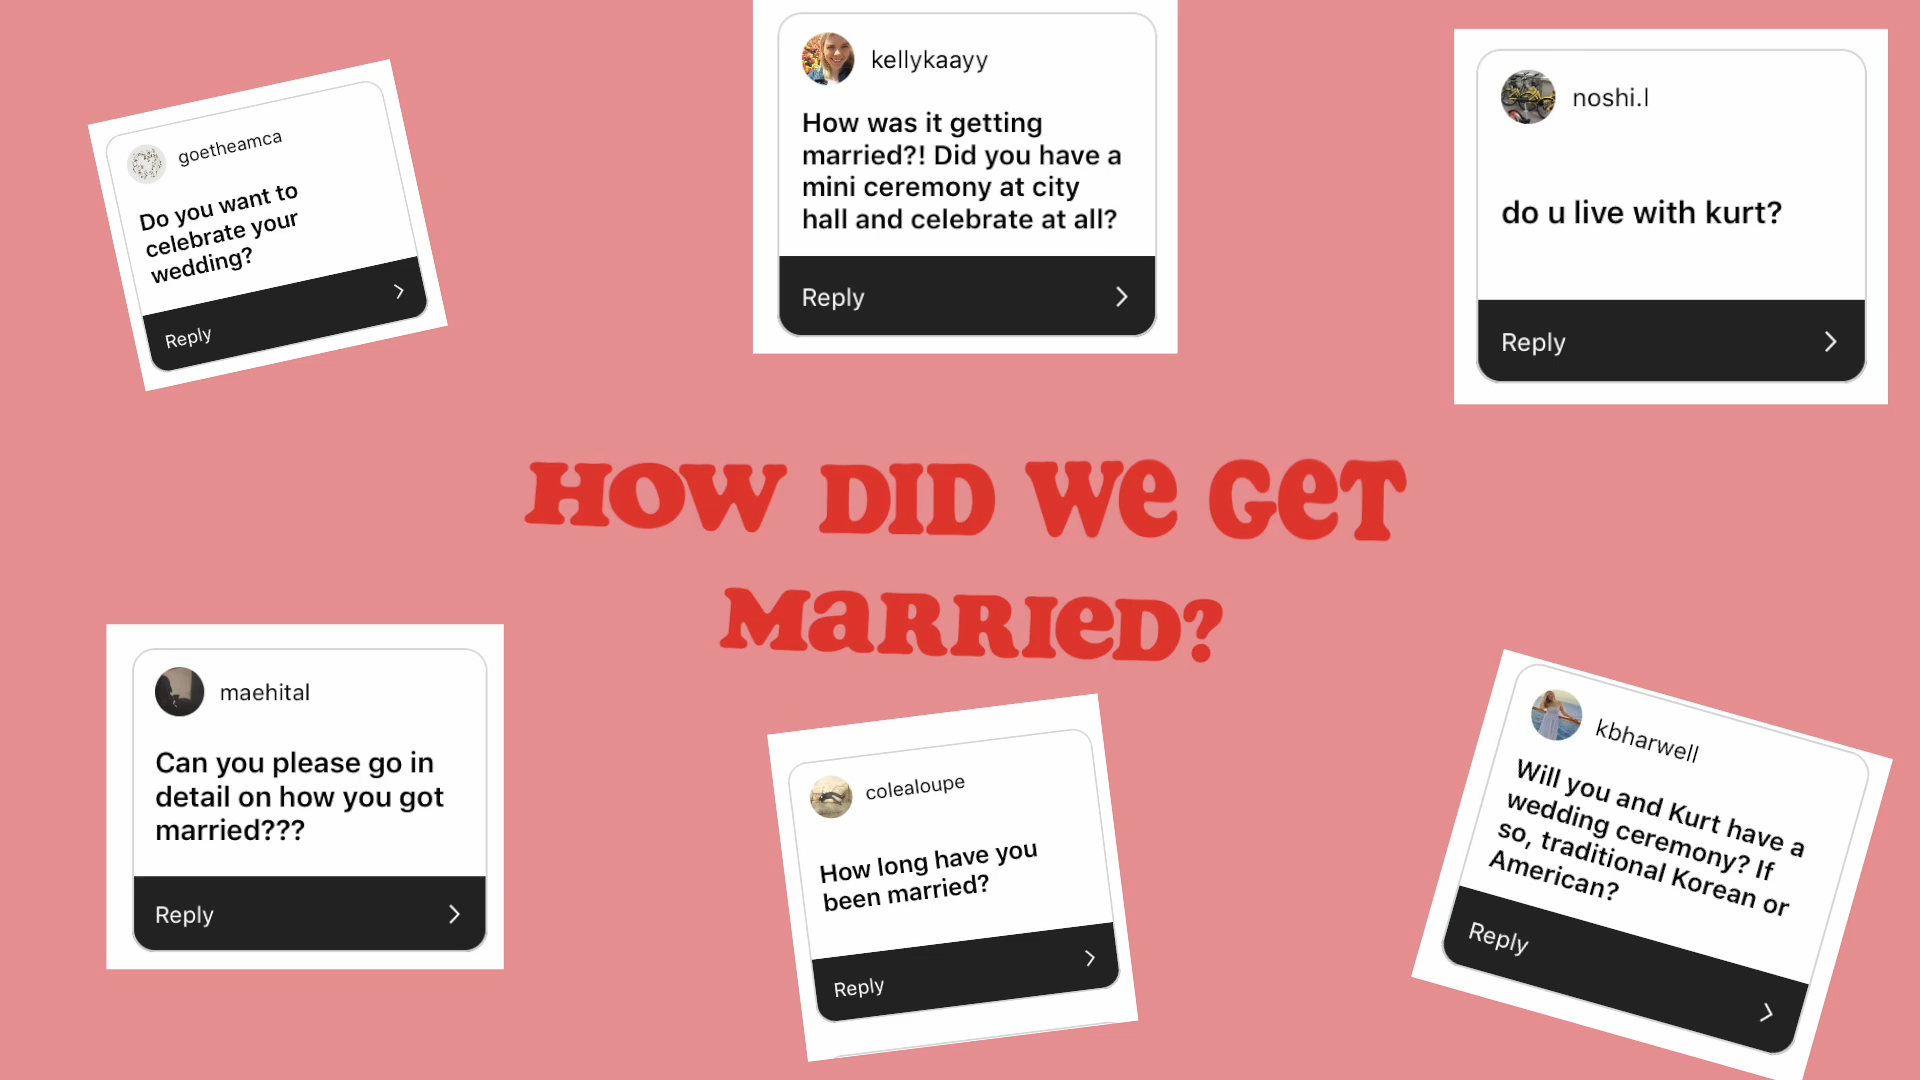 goetheamca
Do you want to
celebrate your
wedding?
Reply
kellykaayy
How was it getting
married?! Did you have a
mini ceremony at city
hall and celebrate at all?
Reply
noshi.l
do u live with kurt?
Reply
HOW DID We GeT
MaRRIeD?
maehital
Can you please go in
detail on how you got
married???
Reply
colealoupe
How long have you
been married?
Reply
kbharwell
Will you and Kurt have a
wedding ceremony? If
so, traditional Korean or
American?
Reply